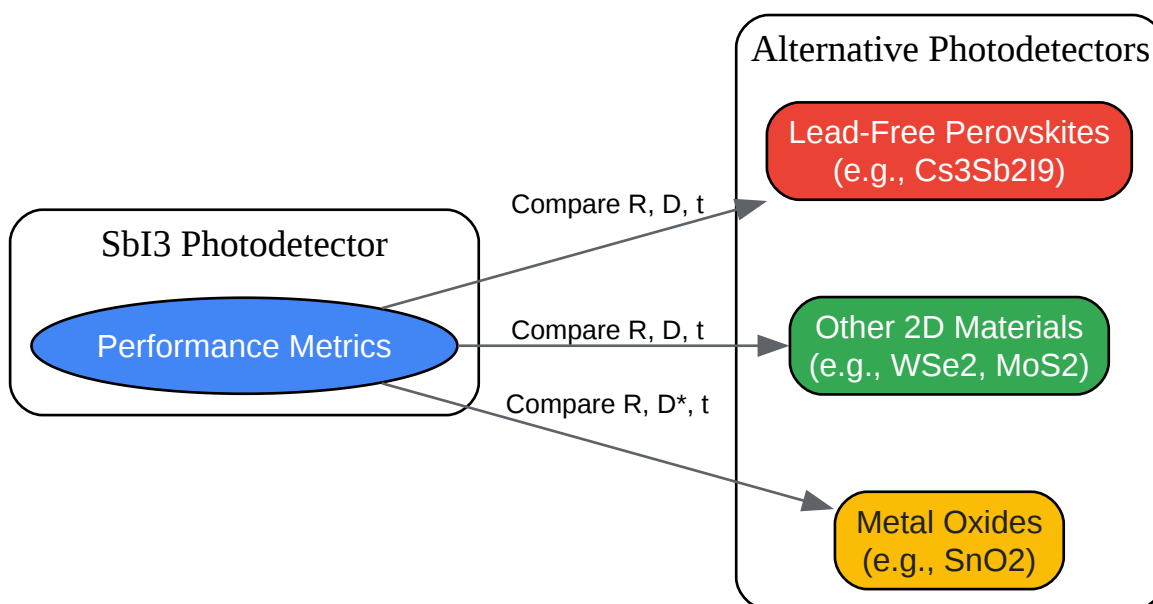 Alternative Photodetectors
Lead-Free Perovskites
(e.g., Cs3Sb2I9)
Compare R, D, t
SbI3 Photodetector
Performance Metrics
Compare R, D, t
Other 2D Materials
(e.g., WSe2, MoS2)
Compare R, D*, t
Metal Oxides
(e.g., SnO2)